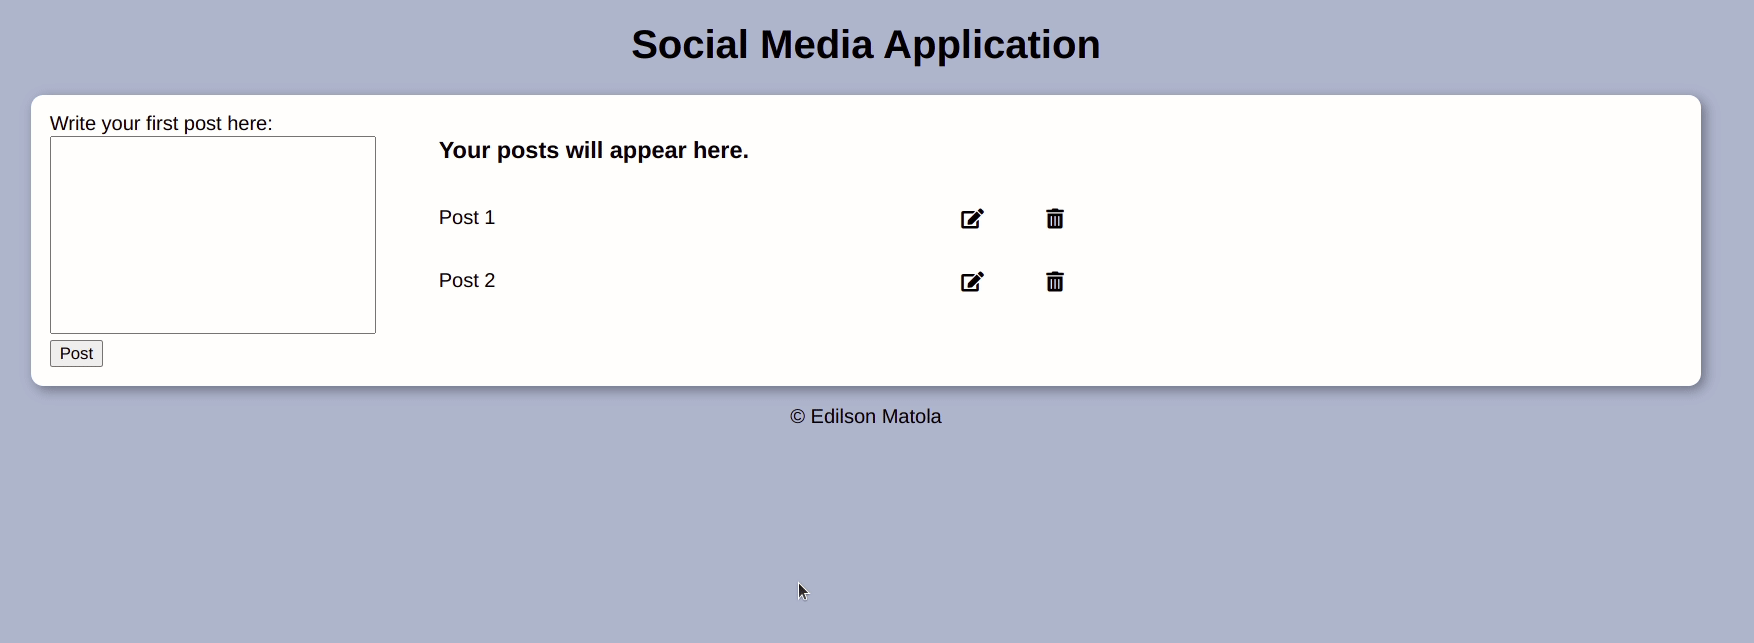 Social Media Application
Write your first post here:
Post
Your posts will appear here.
Post 1
Post 2
© Edilson Matola